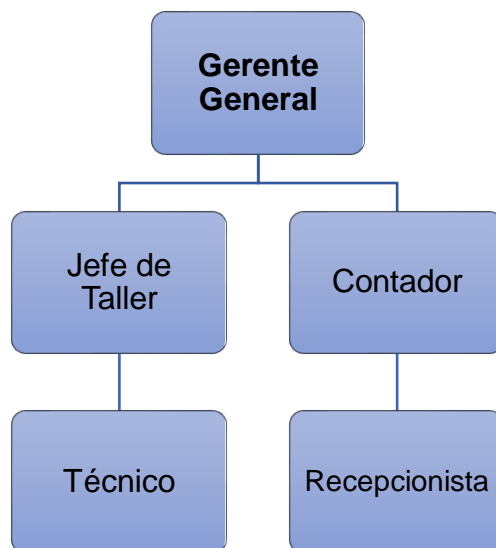 Gerente
General
Jefe de
Taller
Contador
Técnico
Recepcionista